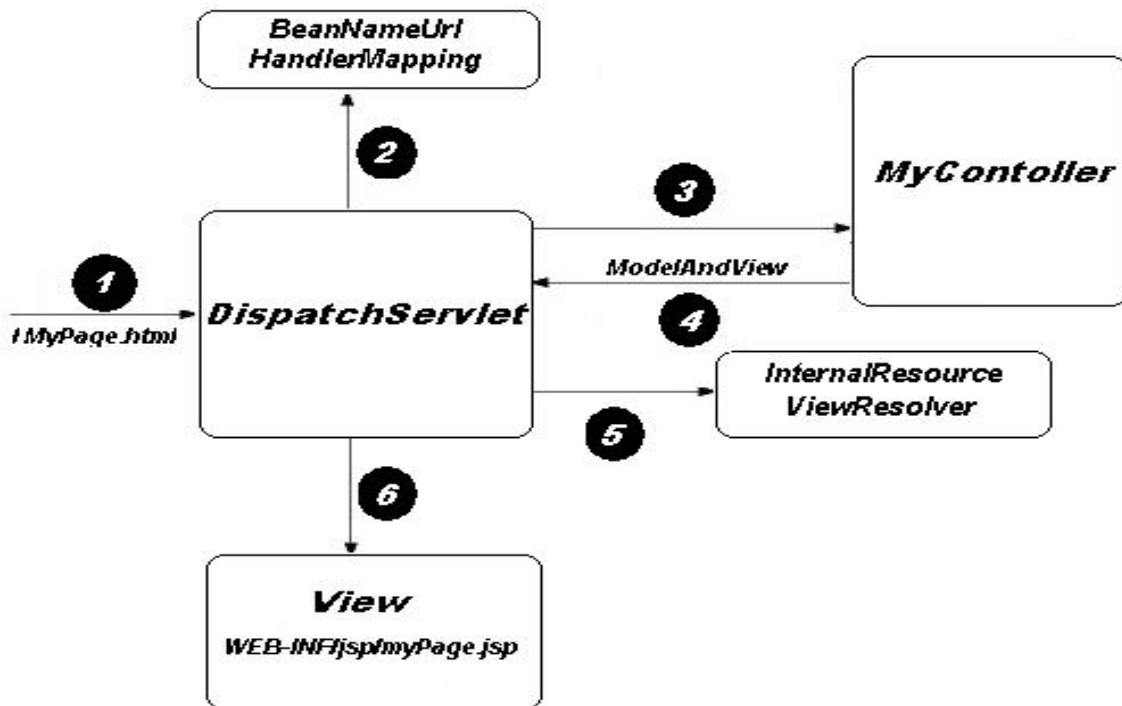 BeanNameUrl
HandlerMapping
2
3
MyContoller
1
ModelAndView
DispatchServlet
/MyPage.html
4
InternalResource
ViewResolver
5
6
View
WEB-INF/jsp/myPage.jsp